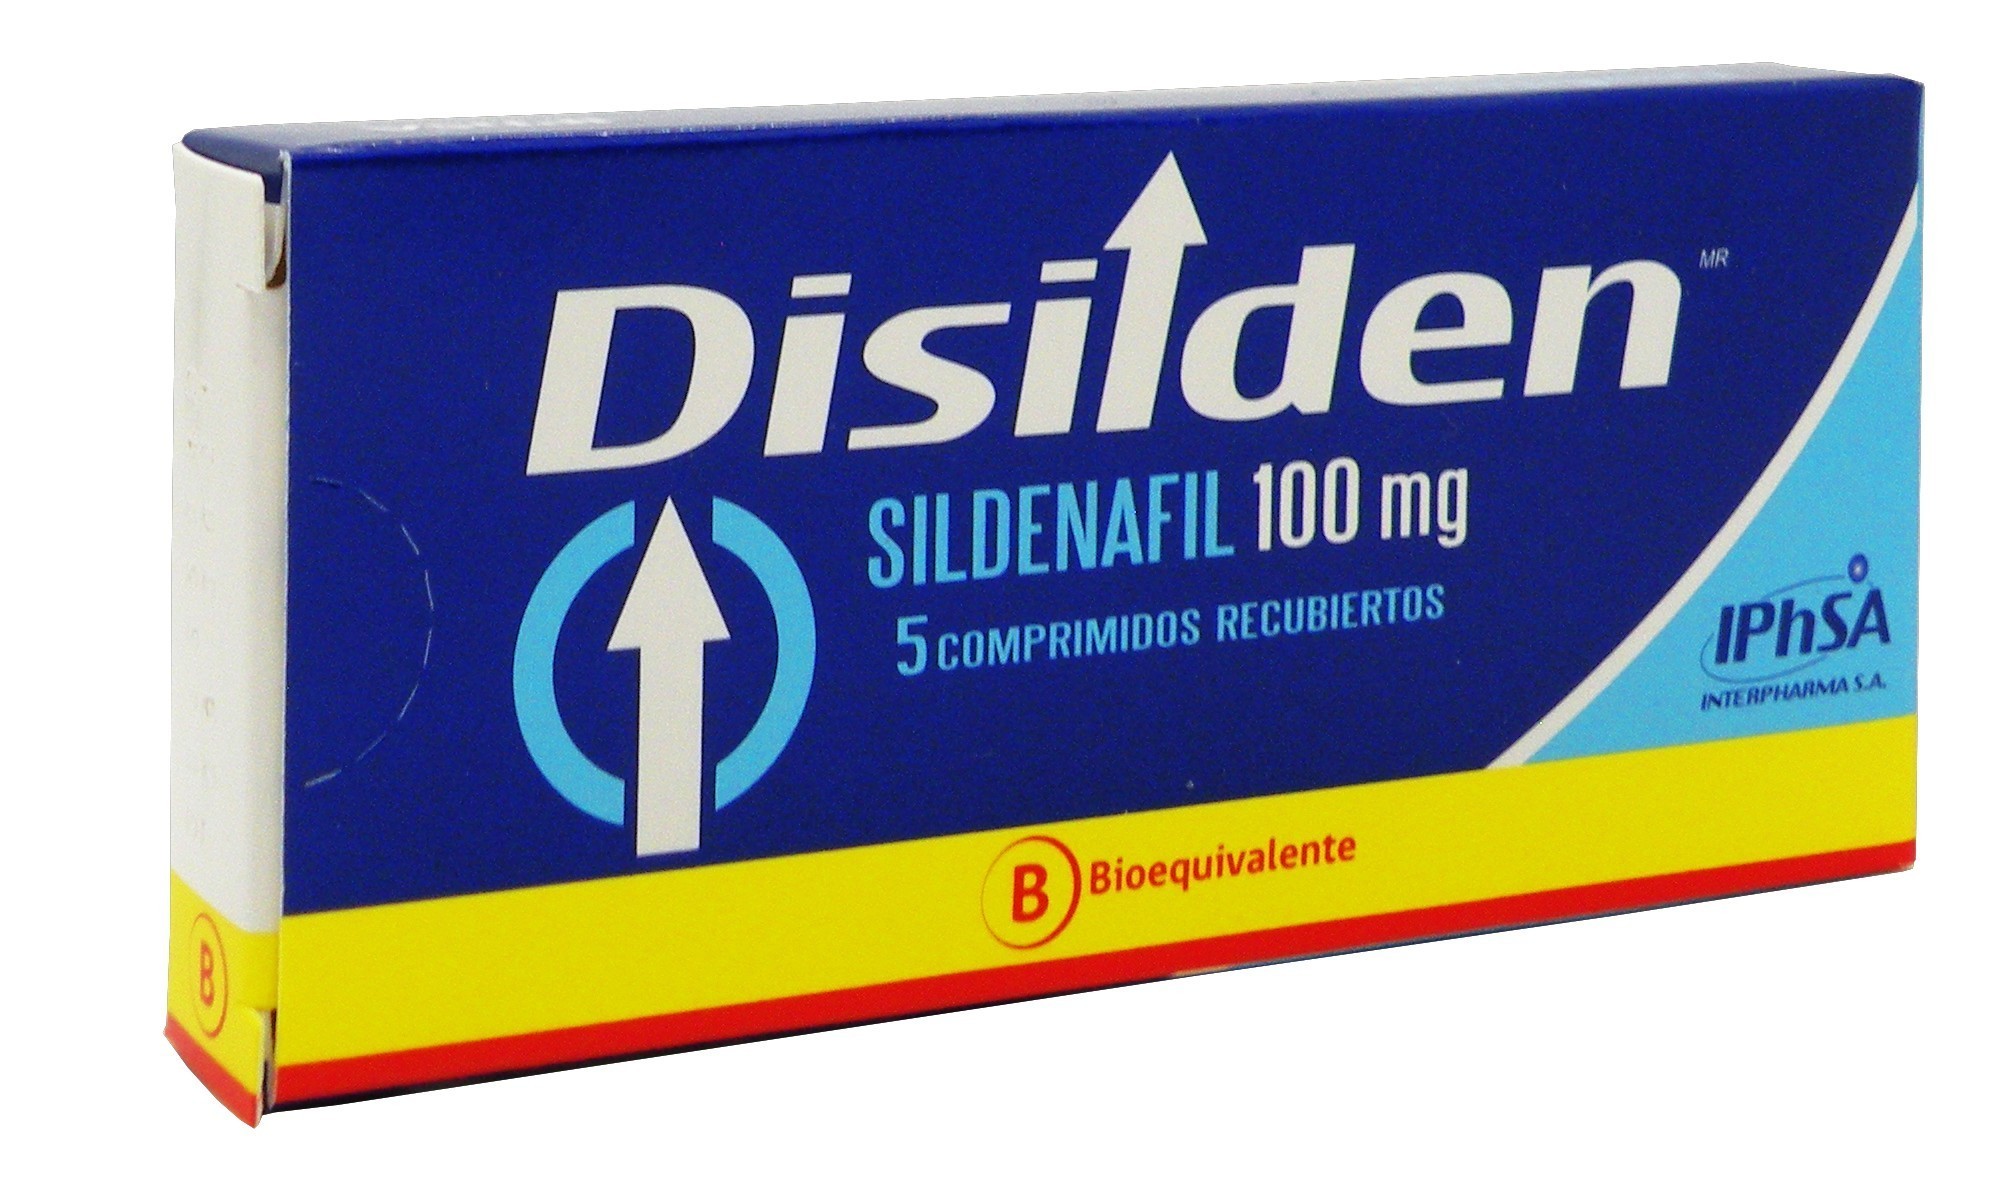 Disilden MR
SILDENAFIL 100 mg
5 COMPRIMIDOS RECUBIERTOS
IPhSA
INTERPHARMA S.A.
B Bioequivalente
B